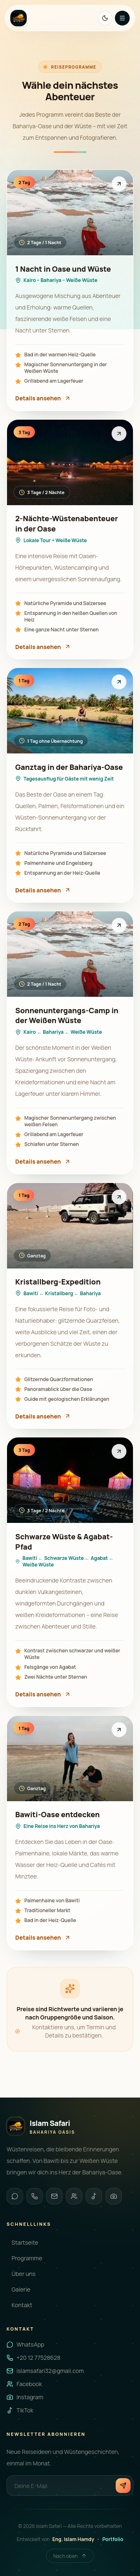 REISEPROGRAMME
Wähle dein nächstes
Abenteuer
Jedes Programm verbindet das Beste der
Bahariya-Oase und der Wüste – mit viel Zeit
zum Entspannen und Fotografieren.
2 Tag
2 Tage / 1 Nacht
1 Nacht in Oase und Wüste
Kairo – Bahariya – Weiße Wüste
Ausgewogene Mischung aus Abenteuer
und Erholung: warme Quellen,
faszinierende weiße Felsen und eine
Nacht unter Sternen.
Bad in der warmen Heiz-Quelle
Magischer Sonnenuntergang in der
Weißen Wüste
Grillabend am Lagerfeuer
Details ansehen
3 Tag
3 Tage / 2 Nächte
2-Nächte-Wüstenabenteuer
in der Oase
Lokale Tour + Weiße Wüste
Eine intensive Reise mit Oasen-
Höhepunkten, Wüstencamping und
einem unvergesslichen Sonnenaufgang.
Natürliche Pyramide und Salzersee
Entspannung an den heißen Quellen von
Heiz
Eine ganze Nacht unter Sternen
Details ansehen
1 Tag
1 Tag ohne Übernachtung
Ganztag in der Bahariya-Oase
Tagesausflug für Gäste mit wenig Zeit
Das Beste der Oase an einem Tag:
Quellen, Palmen, Felsformationen und ein
Wüsten-Sonnenuntergang vor der
Rückfahrt.
Natürliche Pyramide und Salzersee
Palmenhaine und Engelsberg
Entspannung an der Heiz-Quelle
Details ansehen
2 Tag
2 Tage / 1 Nacht
Sonnenuntergangs-Camp in
der Weißen Wüste
Kairo ← Bahariya ← Weiße Wüste
Der schönste Moment in der Weißen
Wüste: Ankunft vor Sonnenuntergang,
Spaziergang zwischen den
Kreideformationen und eine Nacht am
Lagerfeuer unter klarem Himmel.
Magischer Sonnenuntergang zwischen
weißen Felsen
Grillabend am Lagerfeuer
Schlafen unter Sternen
Details ansehen
1 Tag
Ganztag
Kristallberg-Expedition
Bawiti ← Kristallberg ← Bahariya
Eine fokussierte Reise für Foto- und
Naturliebhaber: glitzernde Quarzfelsen,
weite Ausblicke und viel Zeit, einen der
verborgenen Schätze der Wüste zu
erkunden.
Glitzernde Quarzformationen
Panoramablick über die Oase
Guide mit geologischen Erklärungen
Details ansehen
3 Tag
3 Tage / 2 Nächte
Schwarze Wüste & Agabat-
Pfad
Bawiti ← Schwarze Wüste ← Agabat ←
Weiße Wüste
Beeindruckende Kontraste zwischen
dunklen Vulkangesteinen,
windgeformten Durchgängen und
weißen Kreideformationen – eine Reise
zwischen Abenteuer und Stille.
Kontrast zwischen schwarzer und weißer
Wüste
Felsgänge von Agabat
Zwei Nächte unter Sternen
Details ansehen
1 Tag
Ganztag
Bawiti-Oase entdecken
Eine Reise ins Herz von Bahariya
Entdecken Sie das Leben in der Oase:
Palmenhaine, lokale Märkte, das warme
Wasser der Heiz-Quelle und Cafés mit
Minztee.
Palmenhaine von Bawiti
Traditioneller Markt
Bad in der Heiz-Quelle
Details ansehen
Preise sind Richtwerte und variieren je
nach Gruppengröße und Saison.
Kontaktiere uns, um Termin und
Details zu bestätigen.
Islam Safari
BAHARIYA OASIS
Wüstenreisen, die bleibende Erinnerungen
schaffen. Von Bawiti bis zur Weißen Wüste
bringen wir dich ins Herz der Bahariya-Oase.
SCHNELLLINKS
Startseite
Programme
Über uns
Galerie
Kontakt
KONTAKT
WhatsApp
+20 12 77528628
islamsafari32@gmail.com
Facebook
Instagram
TikTok
NEWSLETTER ABONNIEREN
Neue Reiseideen und Wüstengeschichten,
einmal im Monat.
Deine E-Mail
© 2026 Islam Safari — Alle Rechte vorbehalten
Entwickelt von Eng. Islam Hamdy • Portfolio
Nach oben